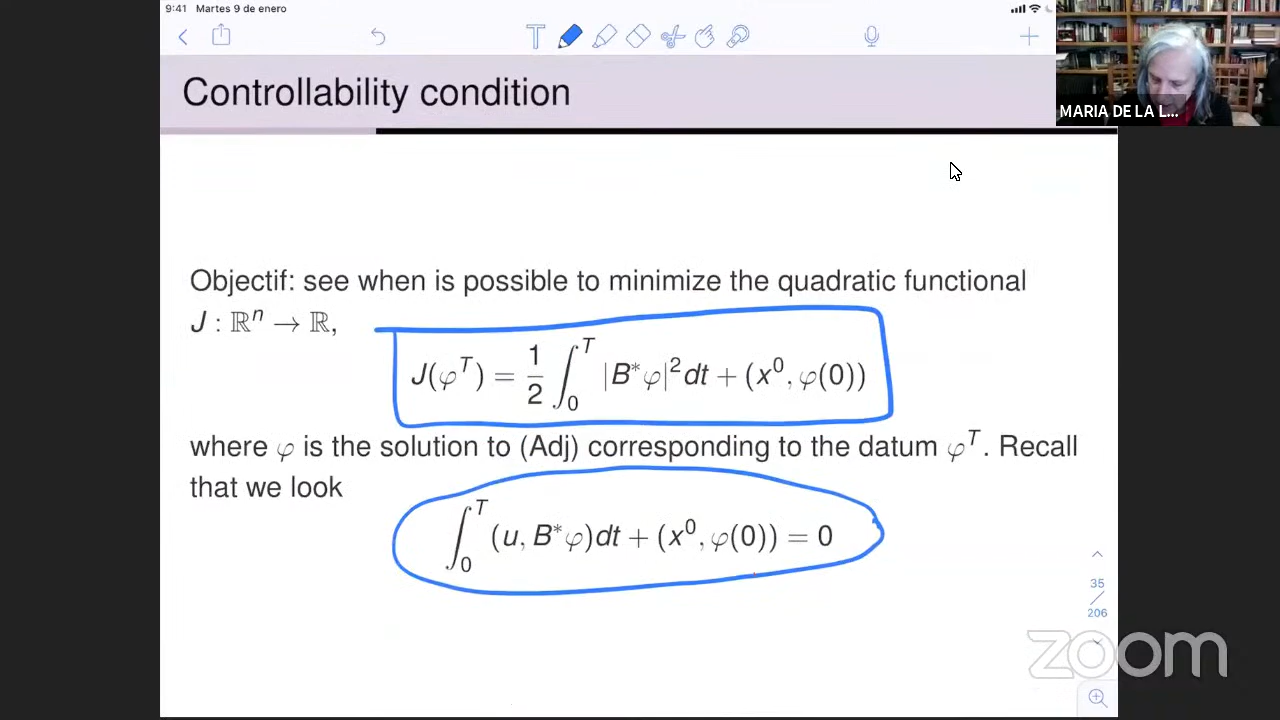 9:41 Martes 9 de enero
Controllability condition
MARIA DE LA L...
Objectif: see when is possible to minimize the quadratic functional
J : ℝⁿ → ℝ,
J(φᵀ) = 1/2 ∫₀ᵀ |B*φ|²dt + (x⁰, φ(0))
where φ is the solution to (Adj) corresponding to the datum φᵀ. Recall
that we look
∫₀ᵀ (u, B*φ)dt + (x⁰, φ(0)) = 0
35
/
206
zoom